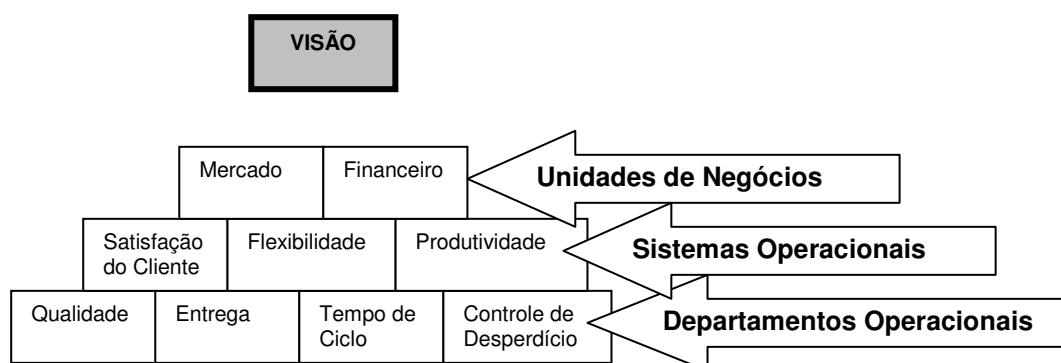 VISÃO
Mercado
Financeiro
Unidades de Negócios
Satisfação
do Cliente
Flexibilidade
Produtividade
Sistemas Operacionais
Qualidade
Entrega
Tempo de
Ciclo
Controle de
Desperdício
Departamentos Operacionais